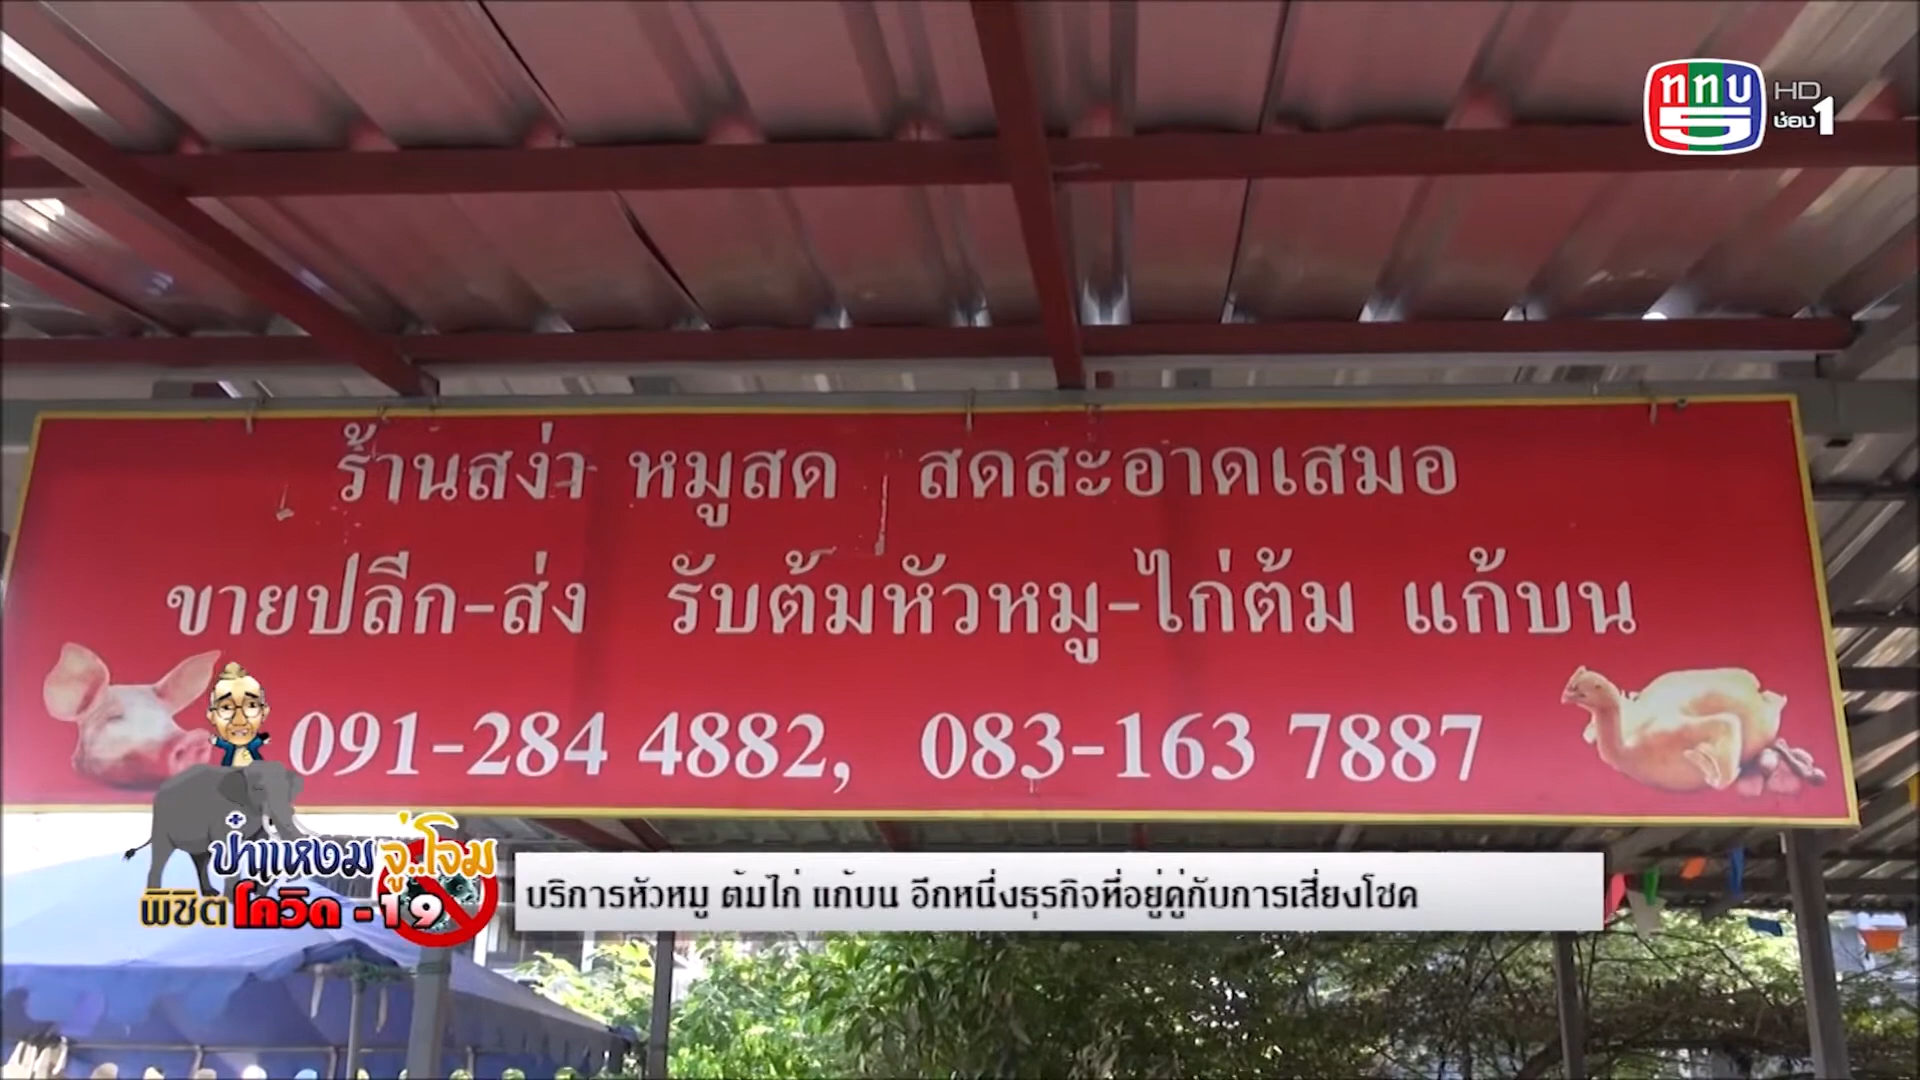 ททบ
5
HD
ช่อง 1
ร้านสง่า หมูสด สดสะอาดเสมอ
ขายปลีก-ส่ง รับต้มหัวหมู-ไก่ต้ม แก้บน
091-284 4882, 083-163 7887
ป๋าแหงม จู่..โจม
พิชิต โควิด - 19
บริการหัวหมู ต้มไก่ แก้บน อีกหนึ่งธุรกิจที่อยู่คู่กับการเสี่ยงโชค